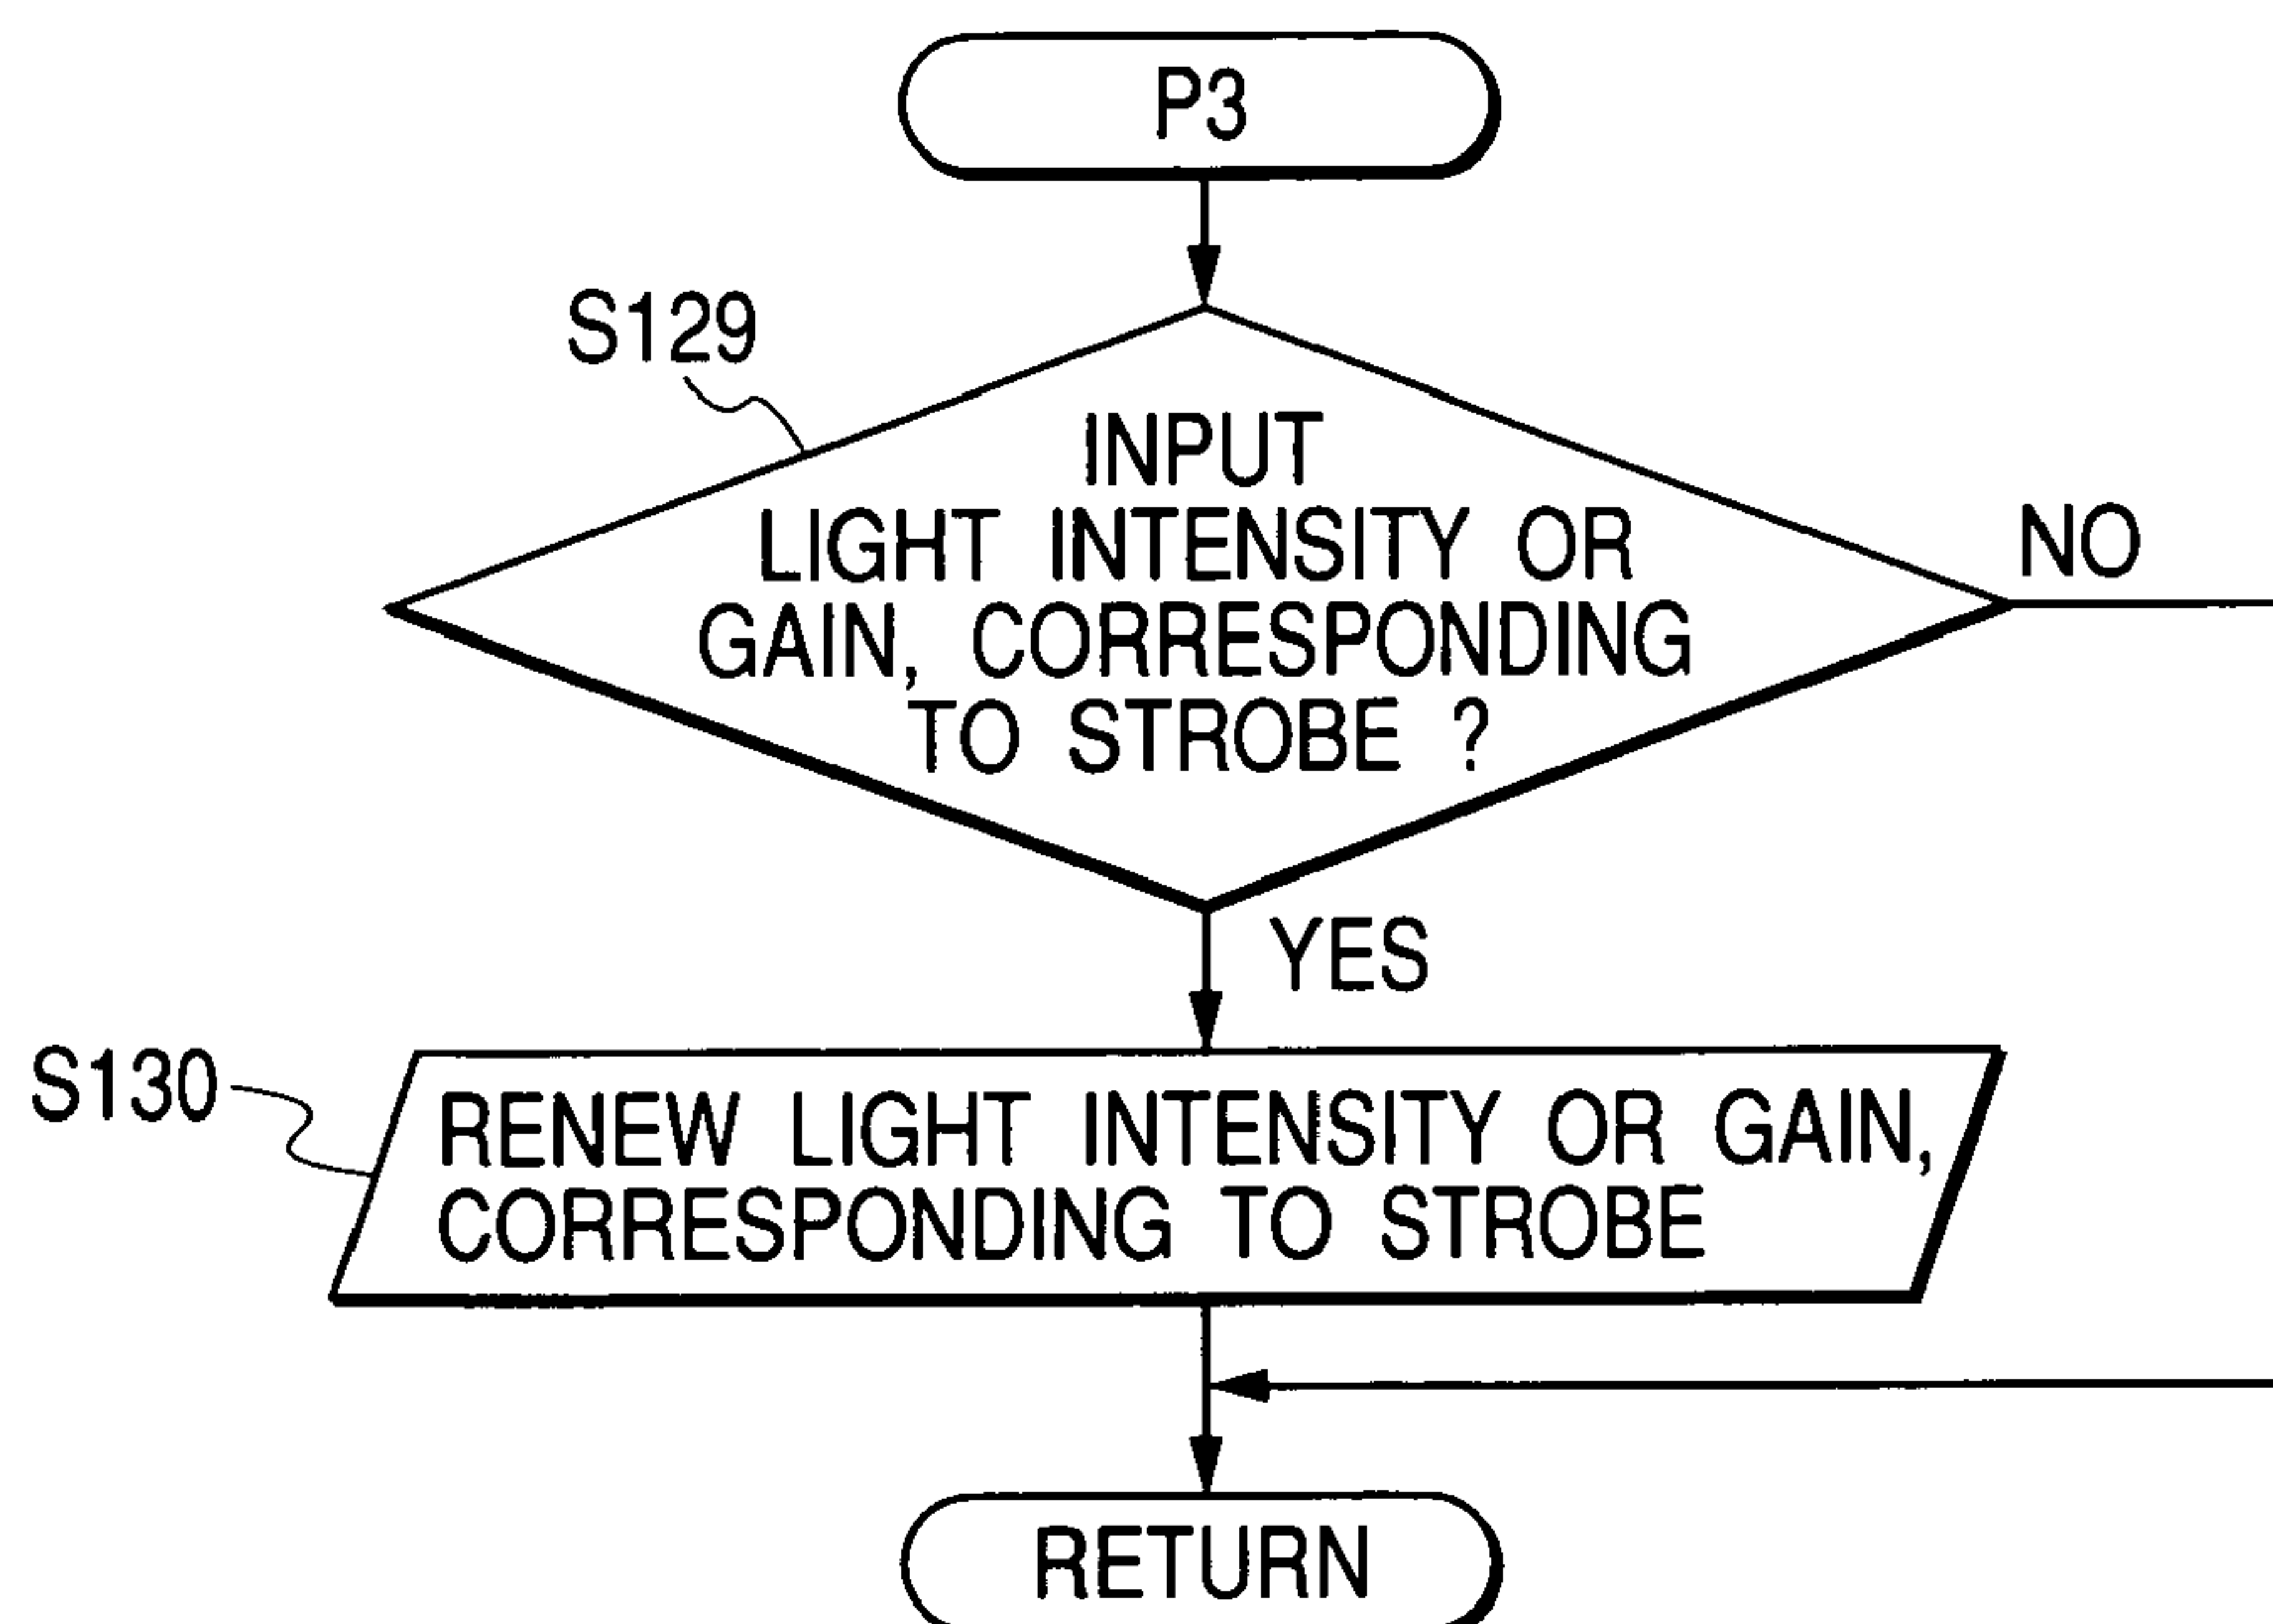 P3
S129
INPUT
LIGHT INTENSITY OR
GAIN, CORRESPONDING
TO STROBE ?
NO
YES
S130
RENEW LIGHT INTENSITY OR GAIN,
CORRESPONDING TO STROBE
RETURN